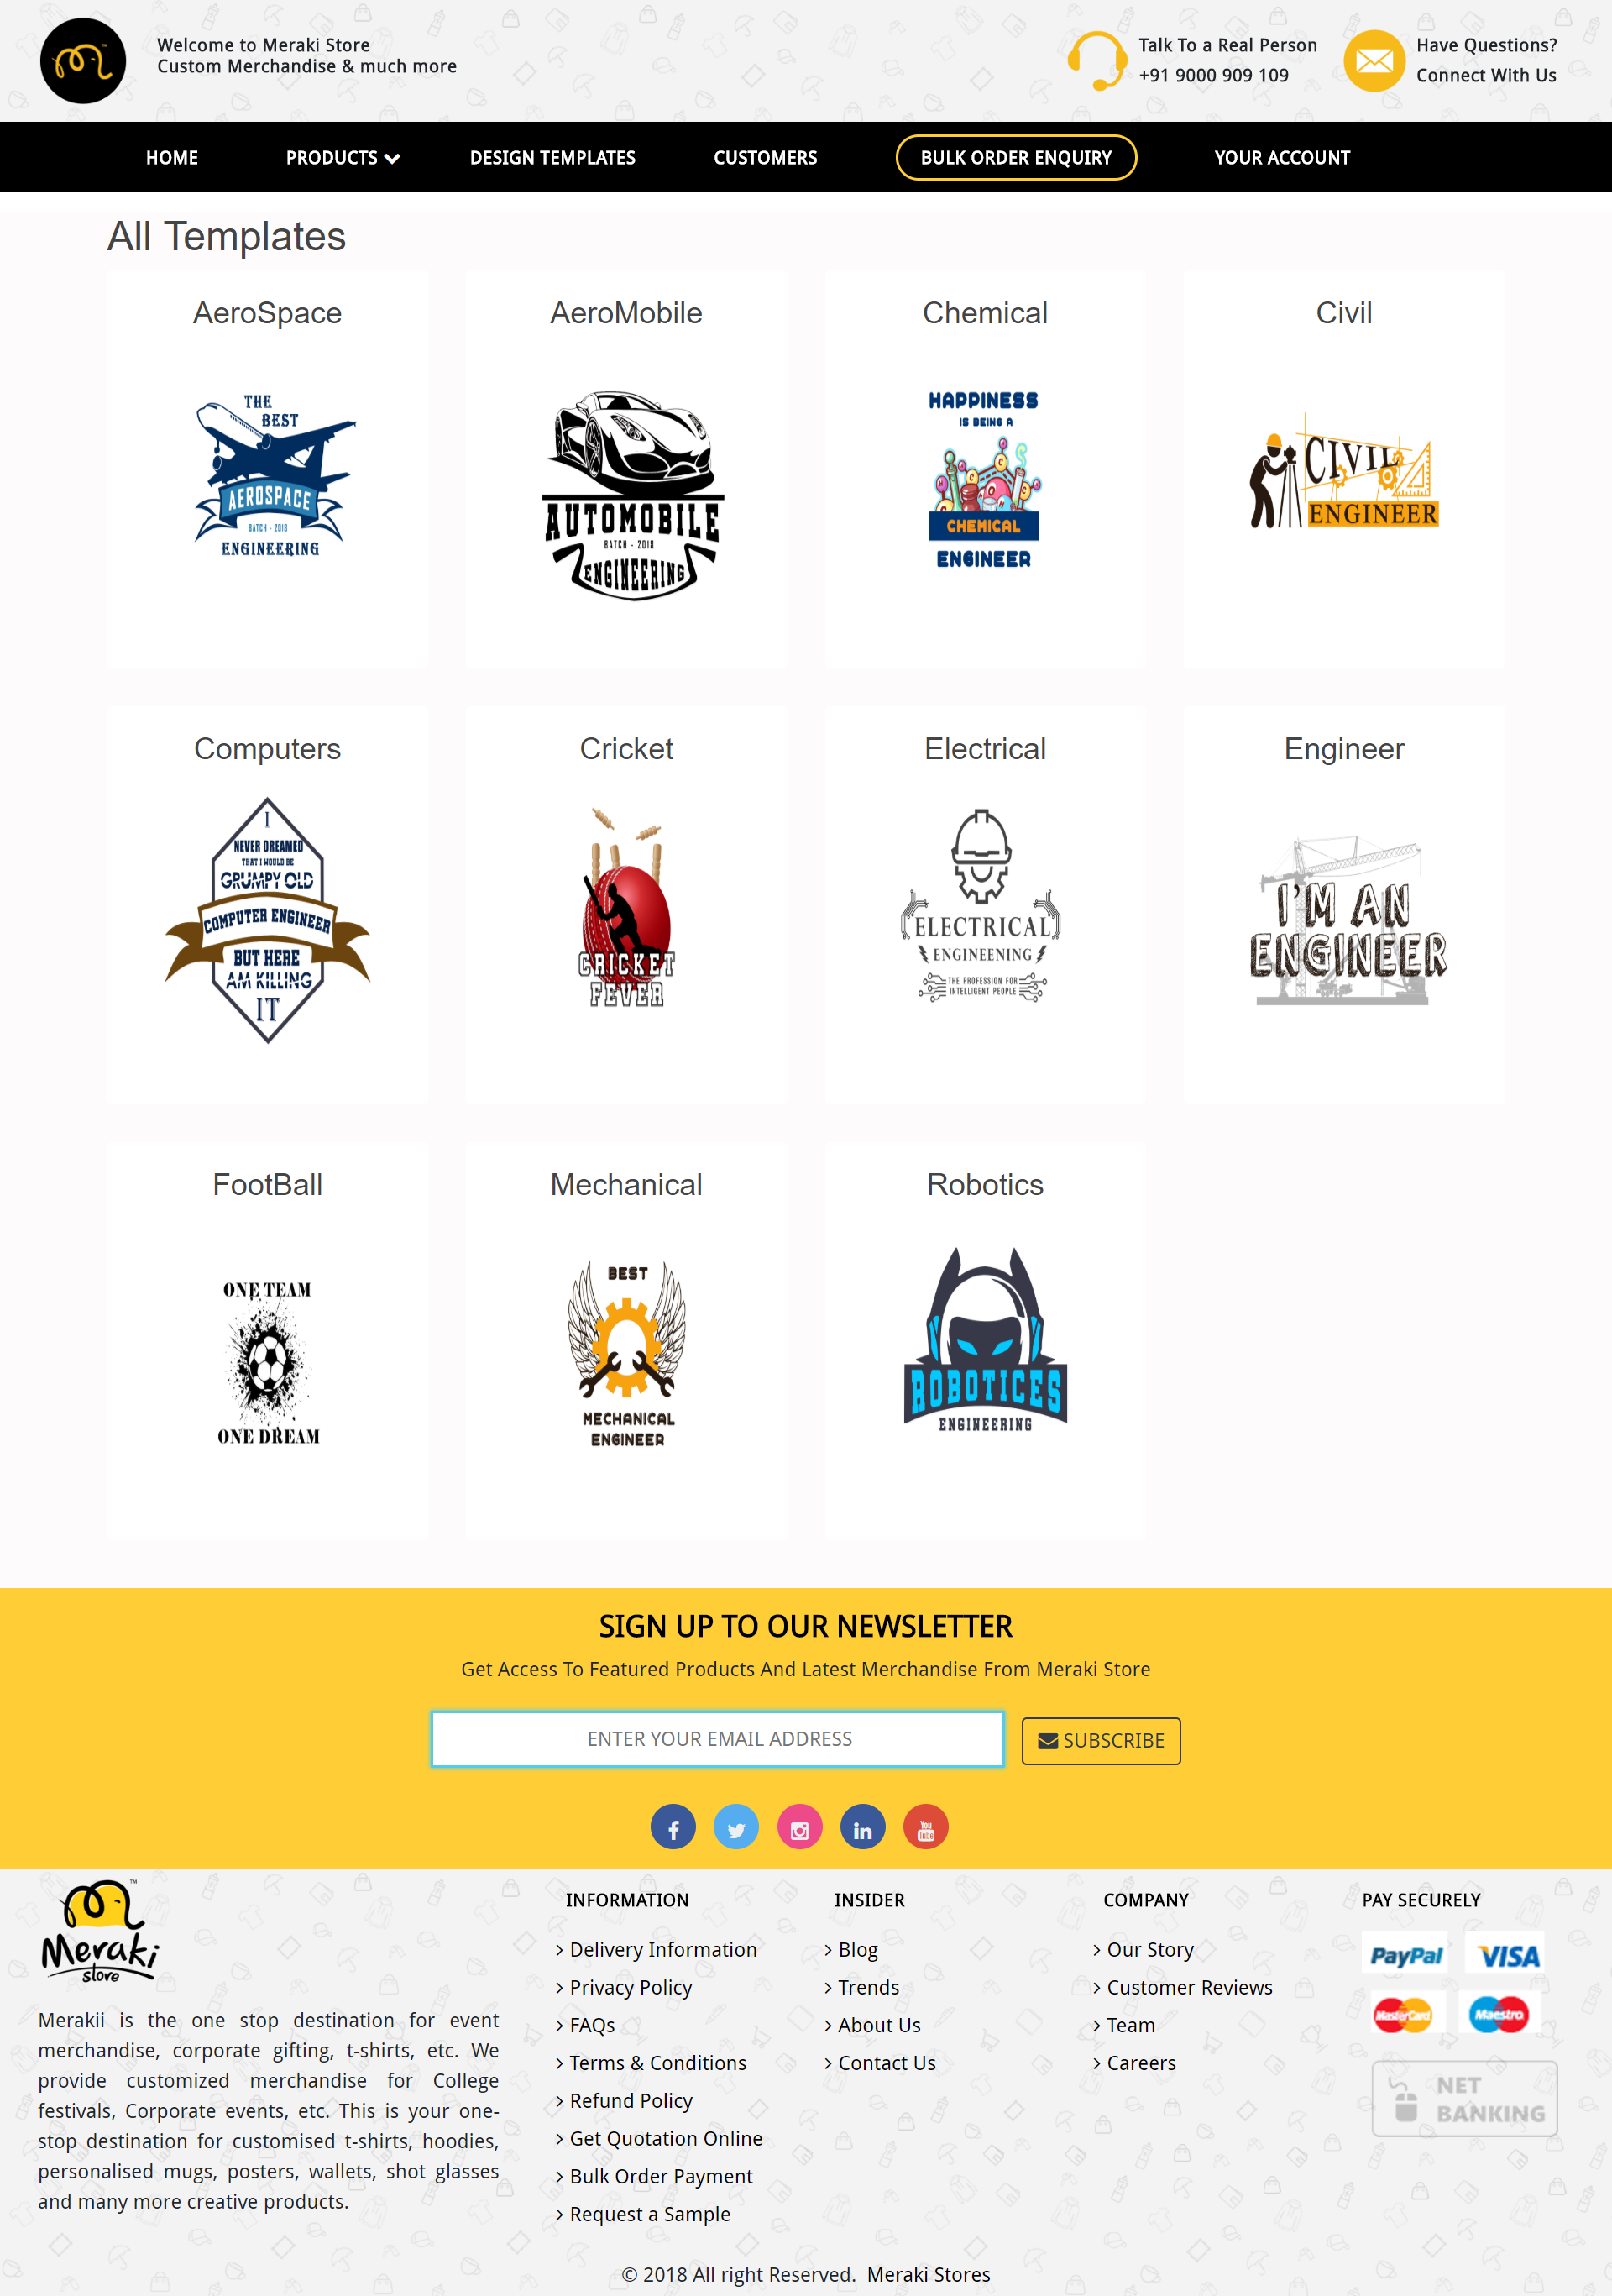 Welcome to Meraki Store
Custom Merchandise & much more
Talk To a Real Person
+91 9000 909 109
Have Questions?
Connect With Us
HOME
PRODUCTS
DESIGN TEMPLATES
CUSTOMERS
BULK ORDER ENQUIRY
YOUR ACCOUNT
All Templates
AeroSpace
AeroMobile
Chemical
Civil
THE
BEST
AEROSPACE
BATCH - 2018
ENGINEERING
AUTOMOBILE
BATCH - 2018
ENGINEERING
HAPPINESS
IS BEING A
CHEMICAL
ENGINEER
CIVIL
ENGINEER
Computers
Cricket
Electrical
Engineer
I
NEVER DREAMED
THAT I WOULD BE
GRUMPY OLD
COMPUTER ENGINEER
BUT HERE
AM KILLING
IT
CRICKET
FEVER
ELECTRICAL
ENGINEENING
THE PROFESSION FOR
INTELLIGENT PEOPLE
I'M AN
ENGINEER
FootBall
Mechanical
Robotics
ONE TEAM
ONE DREAM
BEST
MECHANICAL
ENGINEER
ROBOTICES
ENGINEERING
SIGN UP TO OUR NEWSLETTER
Get Access To Featured Products And Latest Merchandise From Meraki Store
ENTER YOUR EMAIL ADDRESS
SUBSCRIBE
f
in
You
Tube
TM
Meraki
store
Merakii is the one stop destination for event
merchandise, corporate gifting, t-shirts, etc. We
provide customized merchandise for College
festivals, Corporate events, etc. This is your one-
stop destination for customised t-shirts, hoodies,
personalised mugs, posters, wallets, shot glasses
and many more creative products.
INFORMATION
Delivery Information
Privacy Policy
FAQs
Terms & Conditions
Refund Policy
Get Quotation Online
Bulk Order Payment
Request a Sample
INSIDER
Blog
Trends
About Us
Contact Us
COMPANY
Our Story
Customer Reviews
Team
Careers
PAY SECURELY
PayPal
VISA
MasterCard
Maestro
NET
BANKING
© 2018 All right Reserved. Meraki Stores